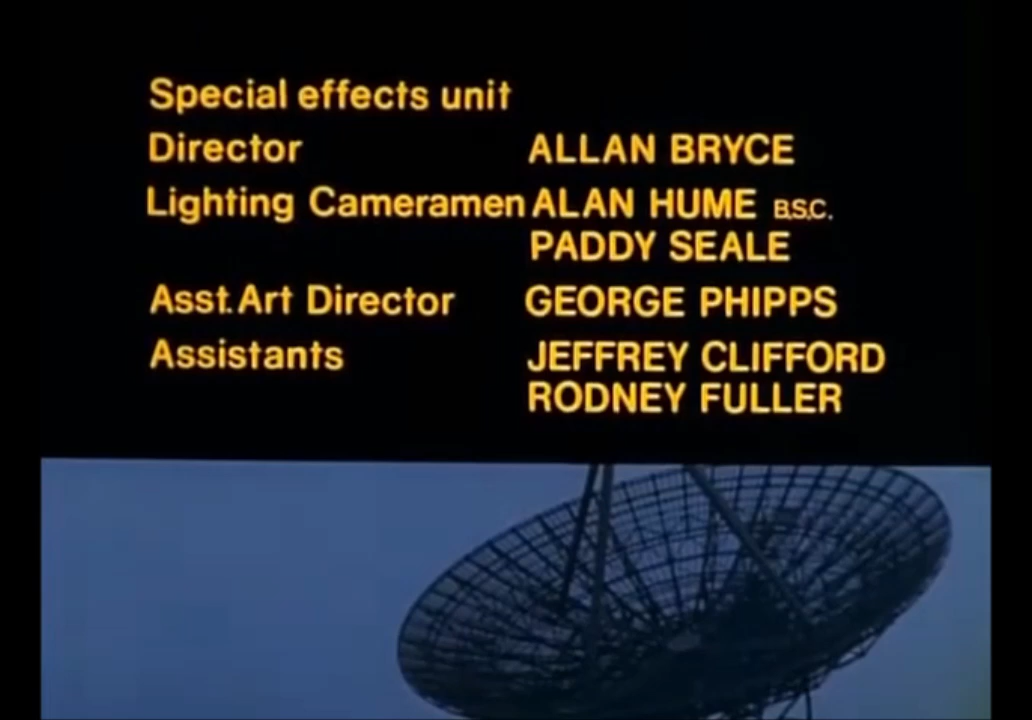 Special effects unit
Director ALLAN BRYCE
Lighting Cameramen ALAN HUME B.S.C.
PADDY SEALE
Asst. Art Director GEORGE PHIPPS
Assistants JEFFREY CLIFFORD
RODNEY FULLER